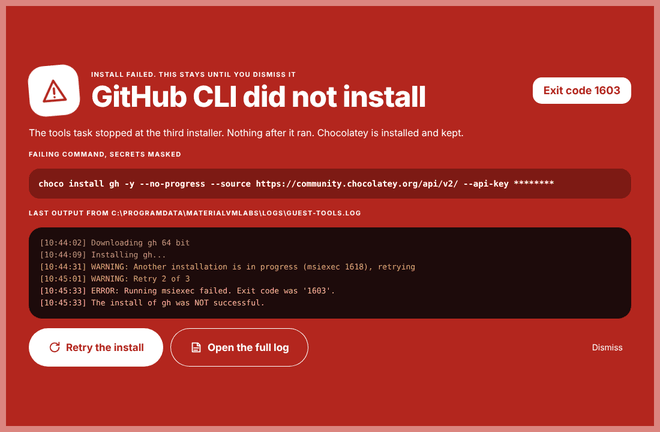 INSTALL FAILED. THIS STAYS UNTIL YOU DISMISS IT
GitHub CLI did not install
Exit code 1603
The tools task stopped at the third installer. Nothing after it ran. Chocolatey is installed and kept.
FAILING COMMAND, SECRETS MASKED
choco install gh -y --no-progress --source https://community.chocolatey.org/api/v2/ --api-key ********
LAST OUTPUT FROM C:\PROGRAMDATA\MATERIALVMLABS\LOGS\GUEST-TOOLS.LOG
[10:44:02] Downloading gh 64 bit
[10:44:09] Installing gh...
[10:44:31] WARNING: Another installation is in progress (msiexec 1618), retrying
[10:45:01] WARNING: Retry 2 of 3
[10:45:33] ERROR: Running msiexec failed. Exit code was '1603'.
[10:45:33] The install of gh was NOT successful.
Retry the install
Open the full log
Dismiss